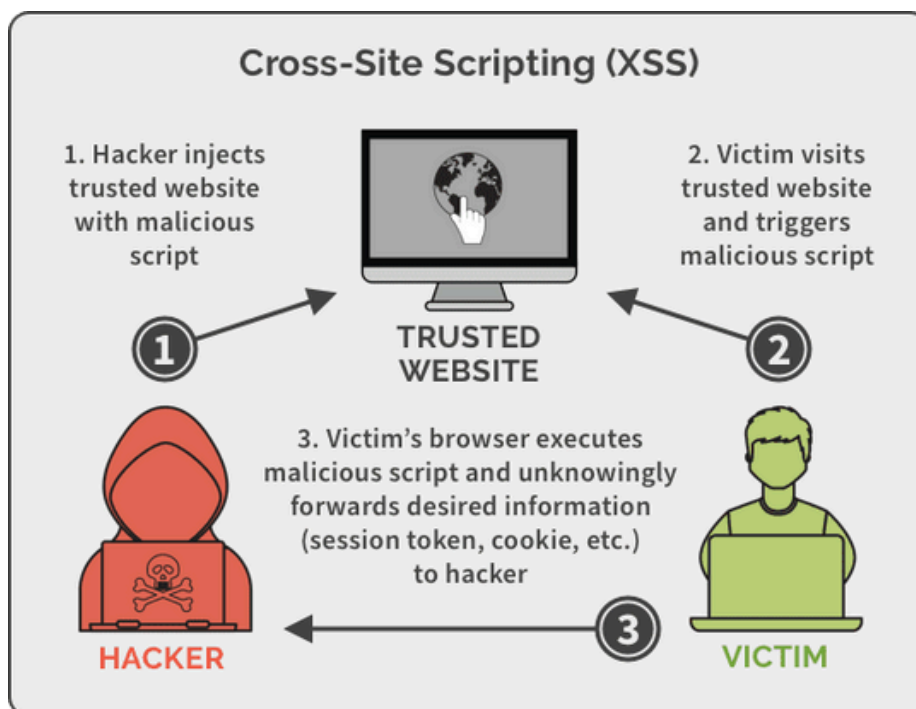 Cross-Site Scripting (XSS)
1. Hacker injects
trusted website
with malicious
script
2. Victim visits
trusted website
and triggers
malicious script
1
2
TRUSTED
WEBSITE
3. Victim's browser executes
malicious script and unknowingly
forwards desired information
(session token, cookie, etc.)
to hacker
3
HACKER
VICTIM